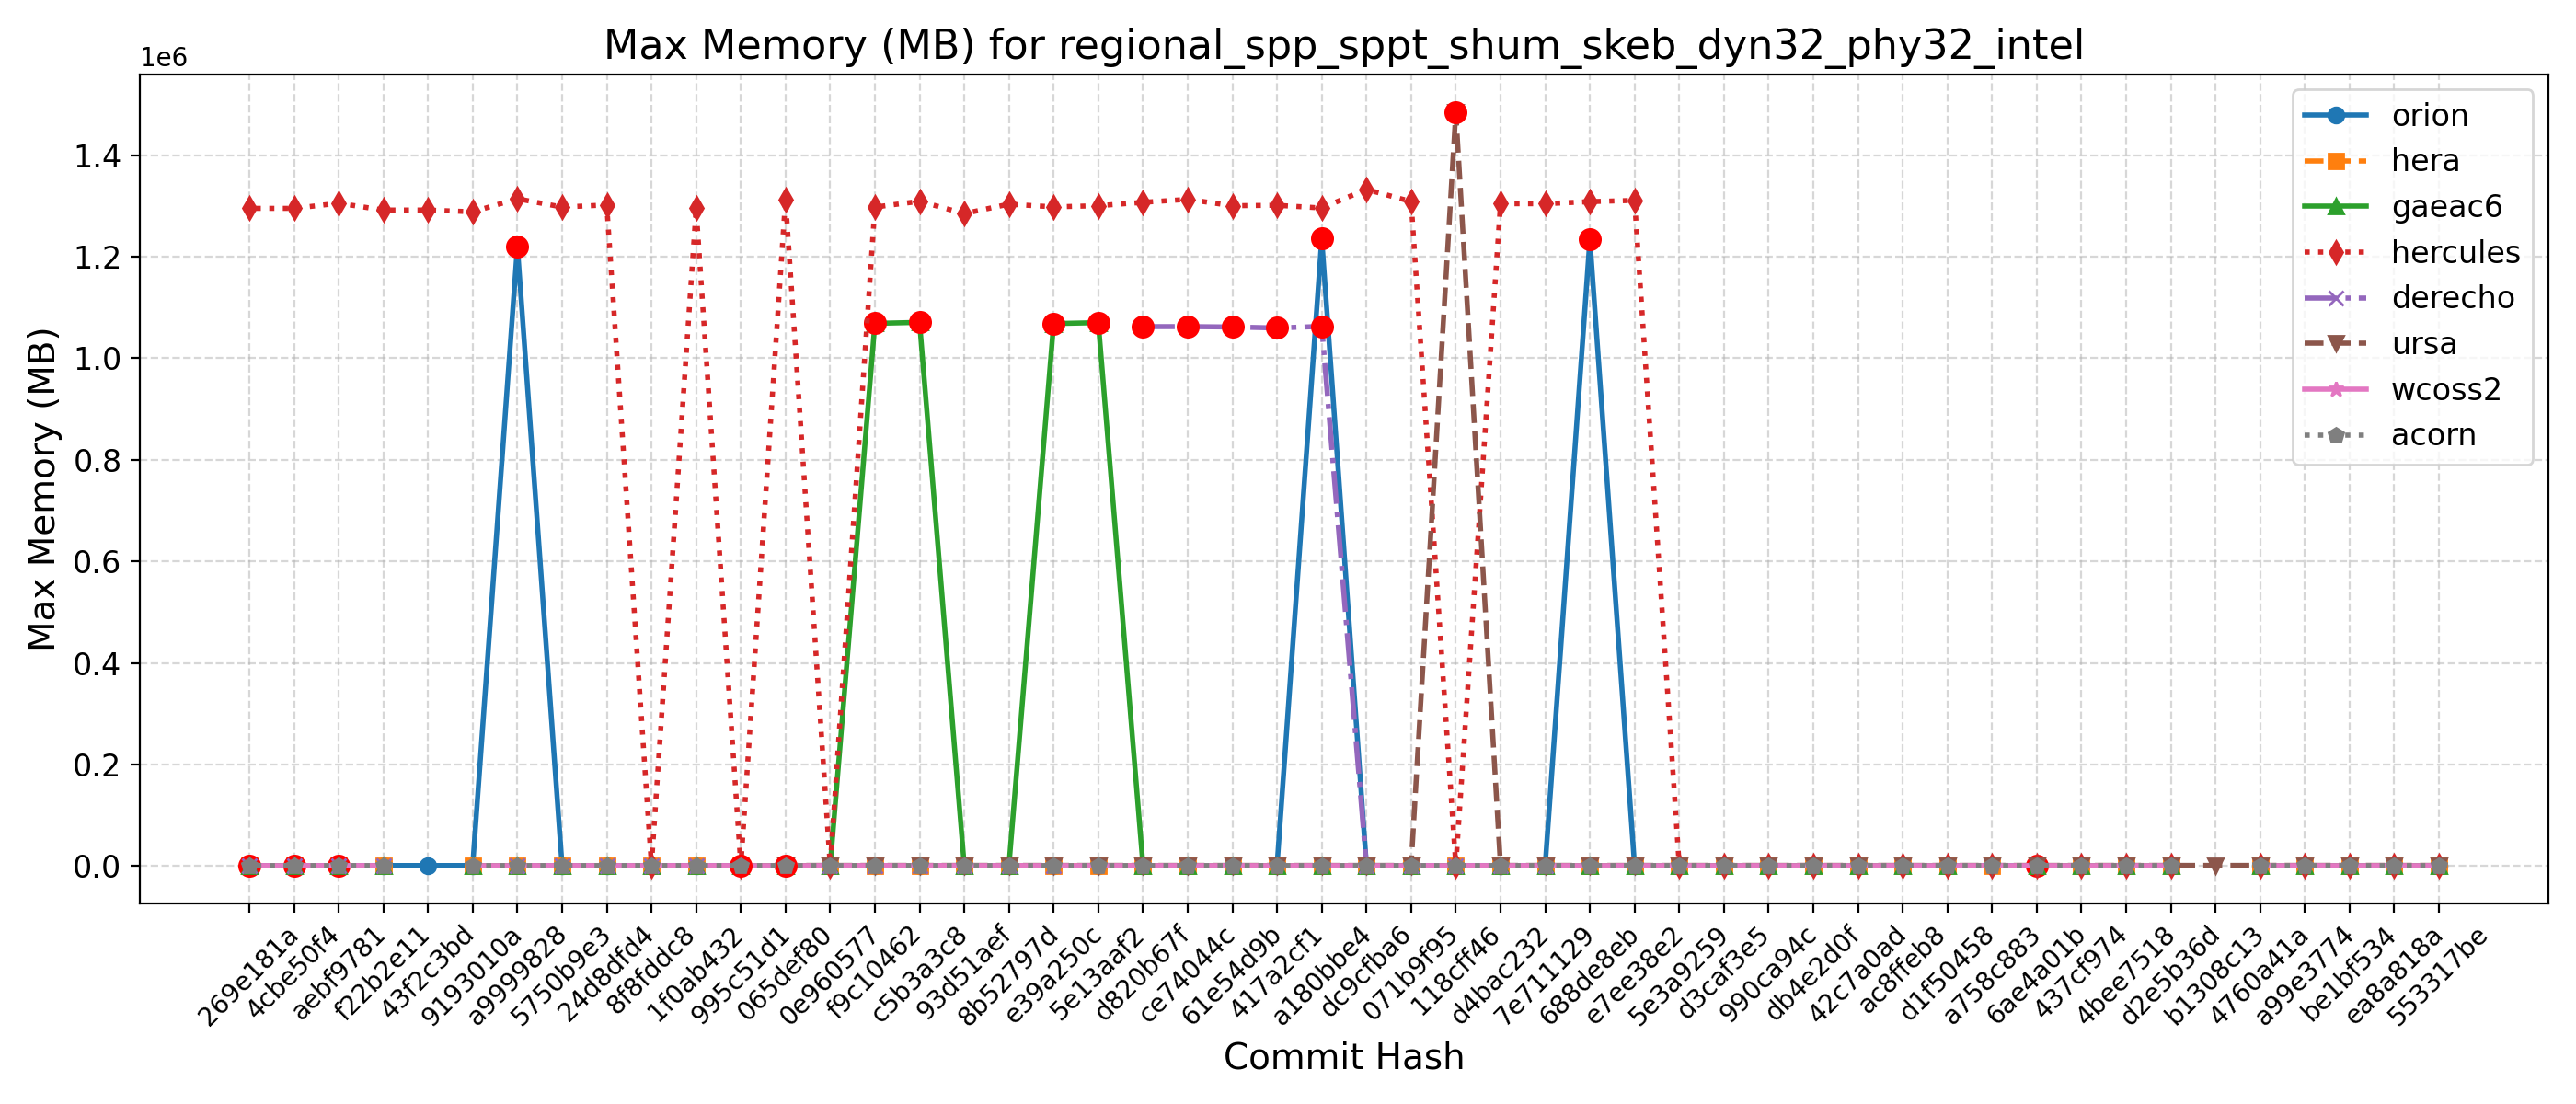 Max Memory (MB) for regional_spp_sppt_shum_skeb_dyn32_phy32_intel
1e6
1.4
1.2
1.0
0.8
0.6
0.4
0.2
0.0
Max Memory (MB)
orion
hera
gaeac6
hercules
derecho
ursa
wcoss2
acorn
269e181a
4cbe50f4
aebf9781
f22b2e11
43f2c3bd
9193010a
a9999828
5750b9e3
24d8dfd4
8f8fddc8
1f0ab432
995c51d1
065def80
0e960577
f9c10462
c5b3a3c8
93d51aef
8b52797d
e39a250c
5e13aaf2
d820b67f
ce74044c
61e54d9b
417a2cf1
a180bbe4
dc9cfba6
071b9f95
118cff46
d4bac232
7e711129
688de8eb
e7ee38e2
5e3a9259
d3caf3e5
990ca94c
db4e2d0f
42c7a0ad
ac8ffeb8
d1f50458
a758c883
6ae4a01b
437cf974
4bee7518
d2e5b36d
b1308c13
4760a41a
a99e3774
be1bf534
ea8a818a
553317be
Commit Hash